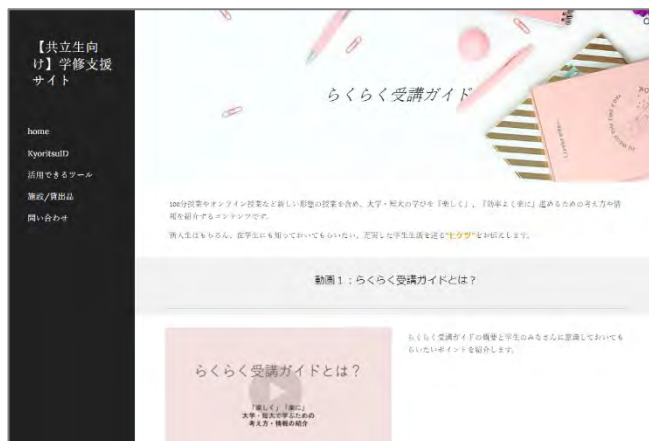 【共立生向
け】学修支援
サイト
home
KyoritsuID
活用できるツール
施設/貸出品
問い合わせ
らくらく受講ガイド
100分授業やオンライン授業など新しい形態の授業を含め、大学・短大の学びを『楽しく』、『効率よく楽に』進めるための考え方や情
報を紹介するコンテンツです。
新入生はもちろん、在学生にも知っておいてもらいたい、充実した学生生活を送る"ヒケツ"をお伝えします。
動画1：らくらく受講ガイドとは？
らくらく受講ガイドとは？
「楽しく」「楽に」
大学・短大で学ぶための
考え方・情報の紹介
らくらく受講ガイドの概要と学生のみなさんに意識しておいても
らいたいポイントを紹介します。